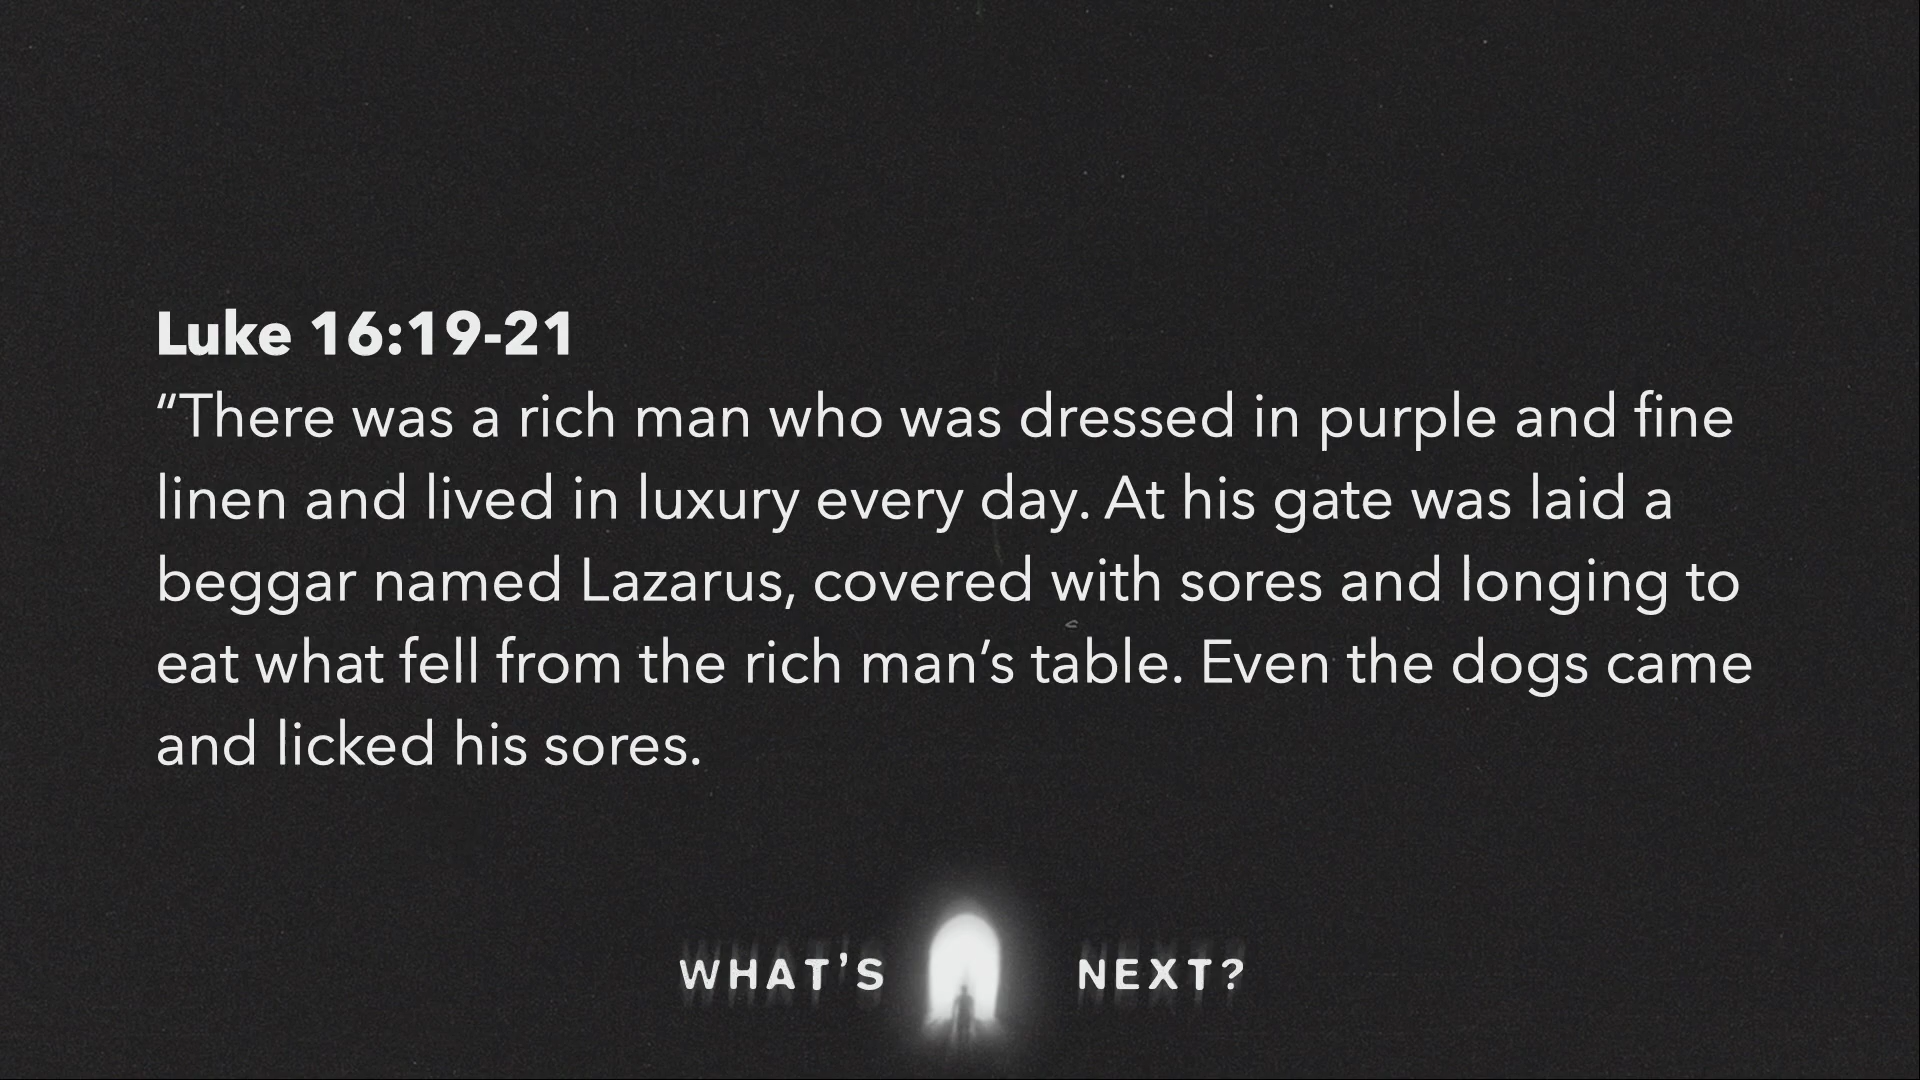 Luke 16:19-21
“There was a rich man who was dressed in purple and fine
linen and lived in luxury every day. At his gate was laid a
beggar named Lazarus, covered with sores and longing to
eat what fell from the rich man’s table. Even the dogs came
and licked his sores.
WHAT’S NEXT?